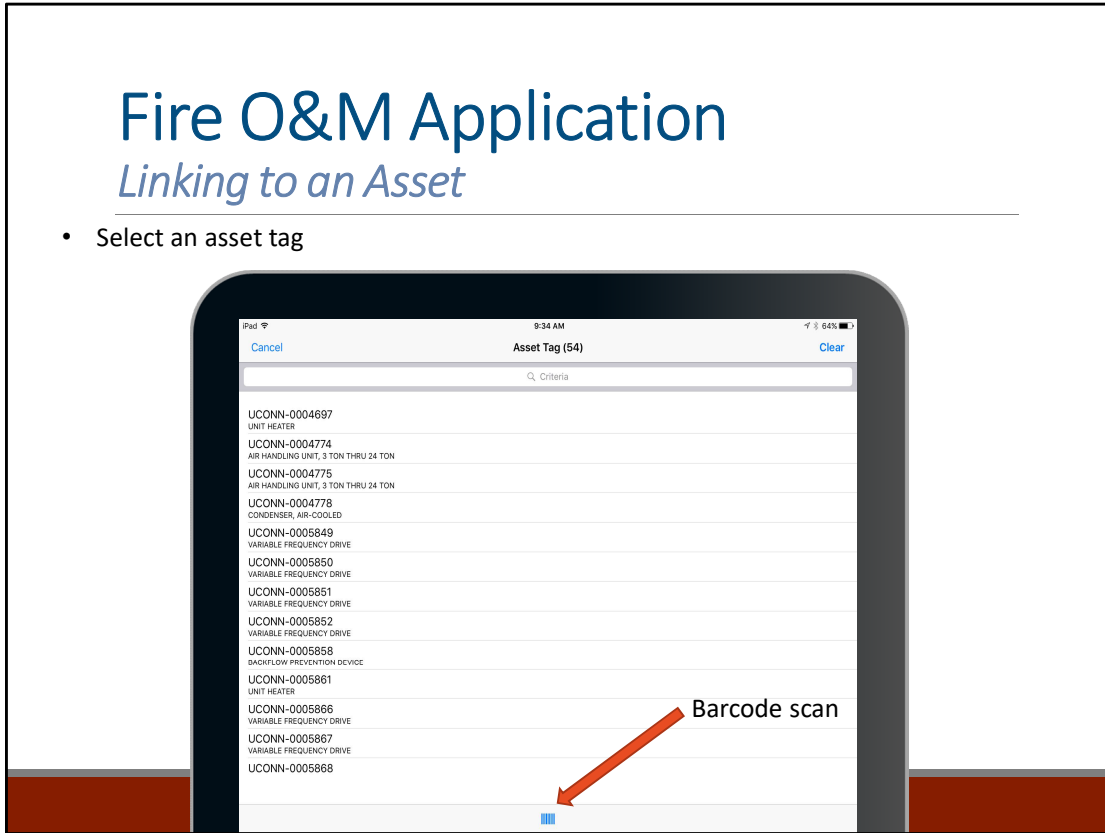 Fire O&M Application
Linking to an Asset
• Select an asset tag
iPad 9:34 AM 64%
Cancel Asset Tag (54) Clear
Criteria
UCONN-0004697
UNIT HEATER
UCONN-0004774
AIR HANDLING UNIT, 3 TON THRU 24 TON
UCONN-0004775
AIR HANDLING UNIT, 3 TON THRU 24 TON
UCONN-0004778
CONDENSER, AIR-COOLED
UCONN-0005849
VARIABLE FREQUENCY DRIVE
UCONN-0005850
VARIABLE FREQUENCY DRIVE
UCONN-0005851
VARIABLE FREQUENCY DRIVE
UCONN-0005852
VARIABLE FREQUENCY DRIVE
UCONN-0005858
BACKFLOW PREVENTION DEVICE
UCONN-0005861
UNIT HEATER
UCONN-0005866
VARIABLE FREQUENCY DRIVE
Barcode scan
UCONN-0005867
VARIABLE FREQUENCY DRIVE
UCONN-0005868